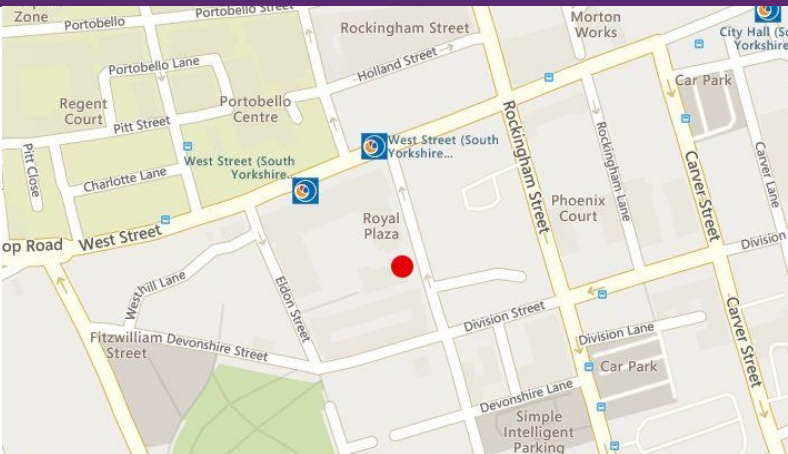 Zone
Portobello
Portobello Street
Rockingham Street
Morton
Works
City Hall (So
Yorkshire
Portobello Lane
Holland Street
Car Park
Regent
Court
Portobello
Centre
Pitt Street
West Street (South
Yorkshire...
West Street (South
Yorkshire...
Rockingham Street
Rockingham Lane
Carver Street
Carver Lane
Pitt Close
Charlotte Lane
Phoenix
Court
Royal
Plaza
op Road
West Street
Division
Westhill Lane
Eldon Street
Division Street
Carver Street
Fitzwilliam
Street
Devonshire Street
Division Lane
Car Park
Devonshire Lane
Simple
Intelligent
Parking